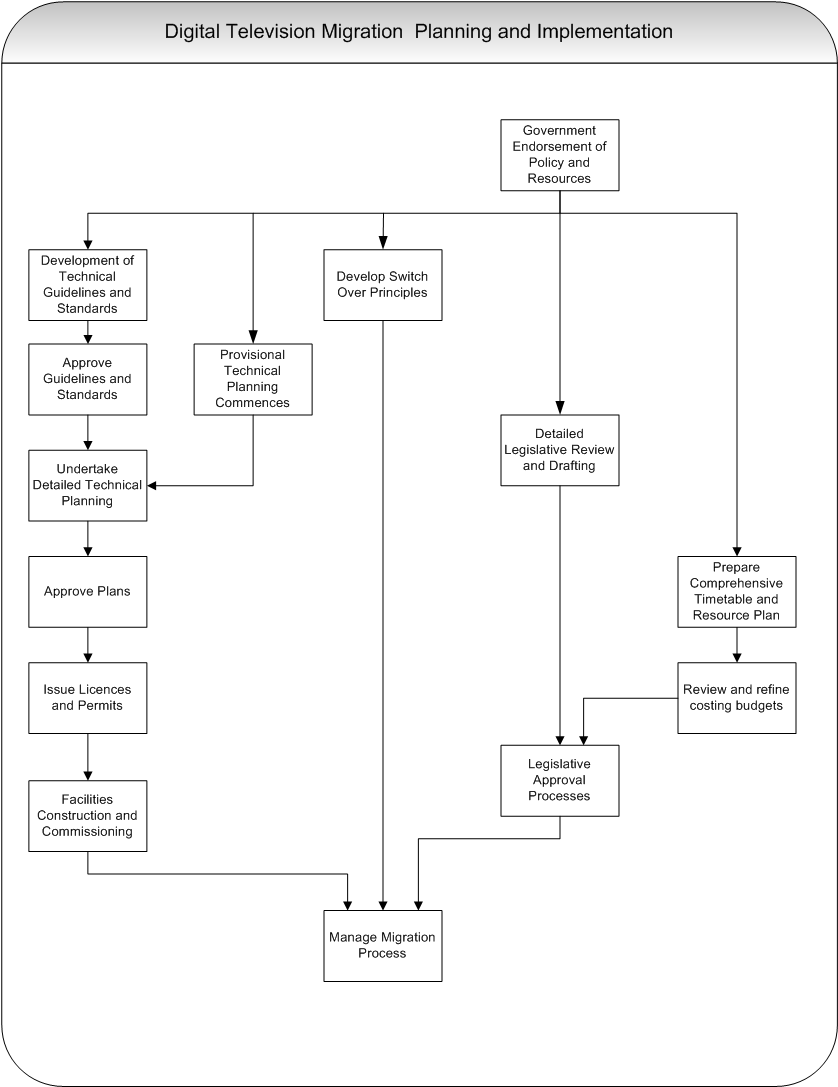 Digital Television Migration  Planning and Implementation
Government
Endorsement of
Policy and
Resources
Development of
Technical
Guidelines and
Standards
Develop Switch
Over Principles
Approve
Guidelines and
Standards
Provisional
Technical
Planning
Commences
Detailed
Legislative Review
and Drafting
Undertake
Detailed Technical
Planning
Approve Plans
Prepare
Comprehensive
Timetable and
Resource Plan
Issue Licences
and Permits
Review and refine
costing budgets
Legislative
Approval
Processes
Facilities
Construction and
Commissioning
Manage Migration
Process